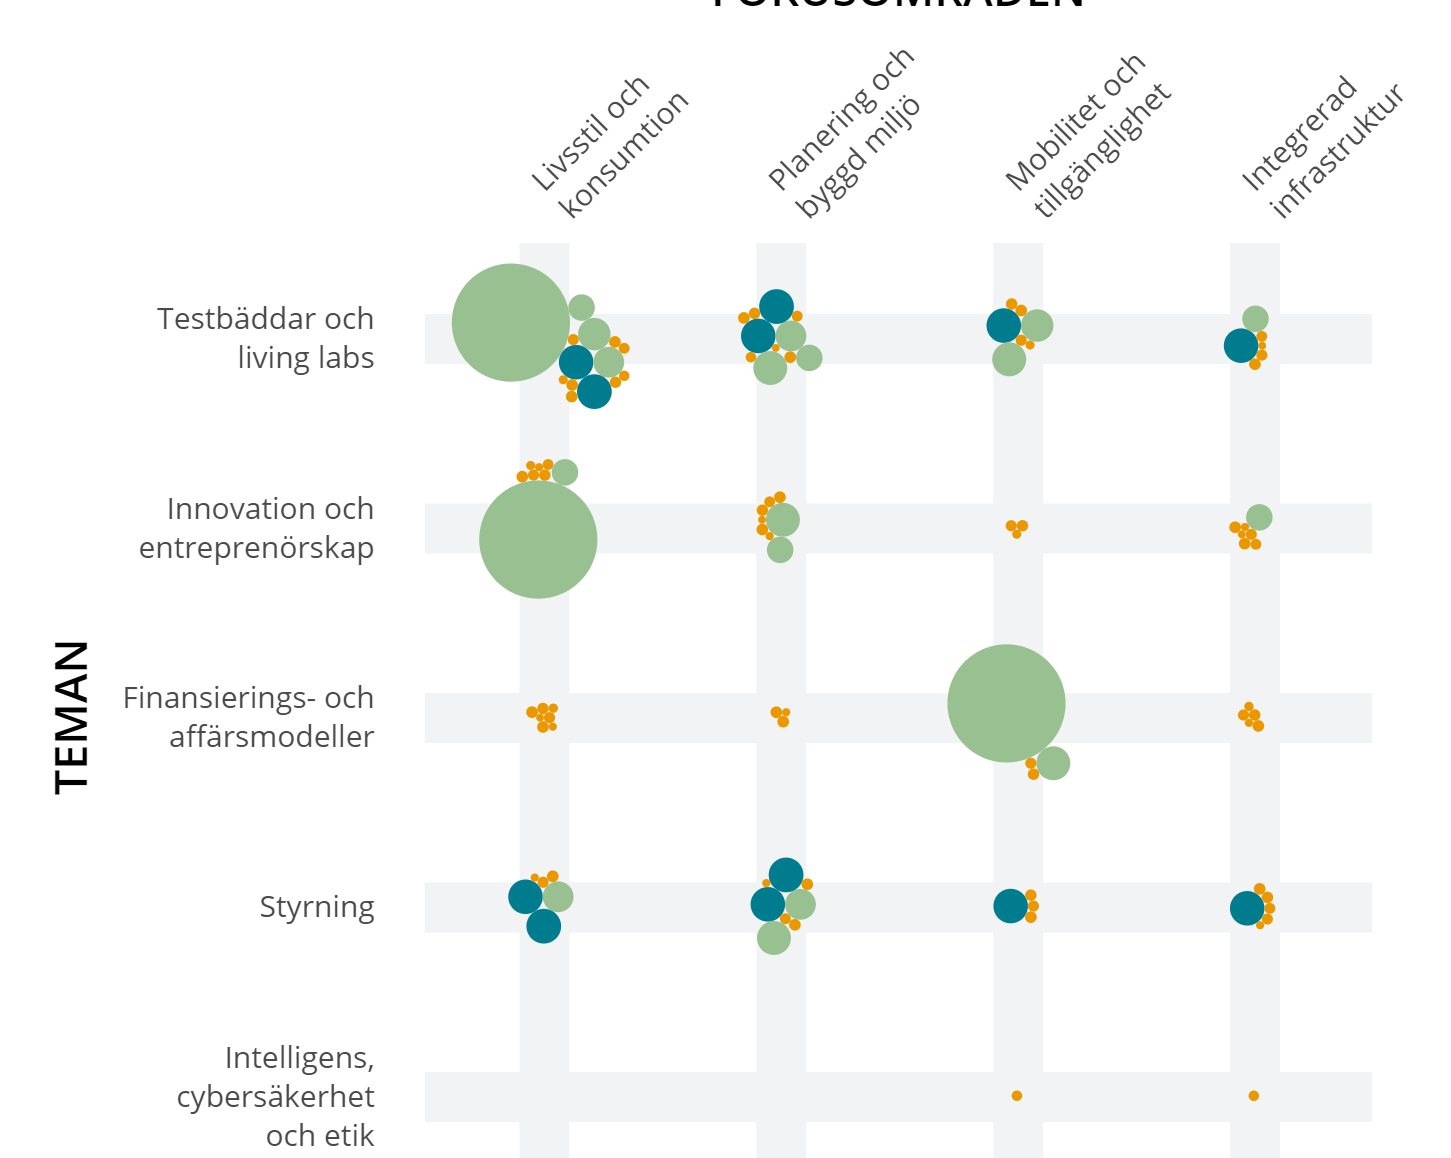 FOKUSOMRÅDEN
Livsstil och
konsumtion
Planering och
byggd miljö
Mobilitet och
tillgänglighet
Integrerad
infrastruktur
Testbäddar och
living labs
Innovation och
entreprenörskap
TEMAN
Finansierings- och
affärsmodeller
Styrning
Intelligens,
cybersäkerhet
och etik